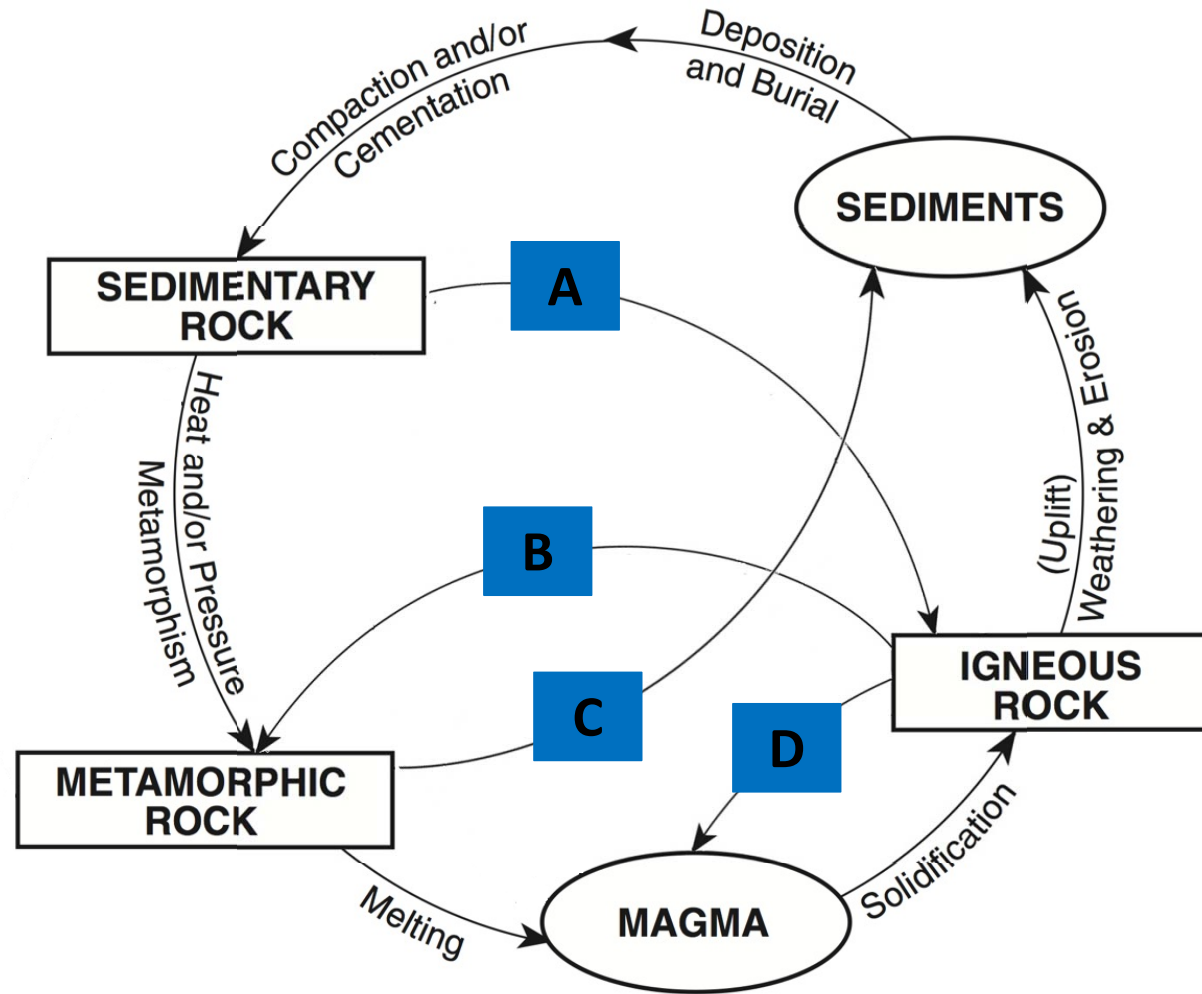 Deposition
and Burial
Compaction and/or
Cementation
SEDIMENTS
SEDIMENTARY
ROCK
A
Heat and/or Pressure
Metamorphism
(Uplift)
Weathering & Erosion
B
IGNEOUS
ROCK
C
D
METAMORPHIC
ROCK
Melting
MAGMA
Solidification